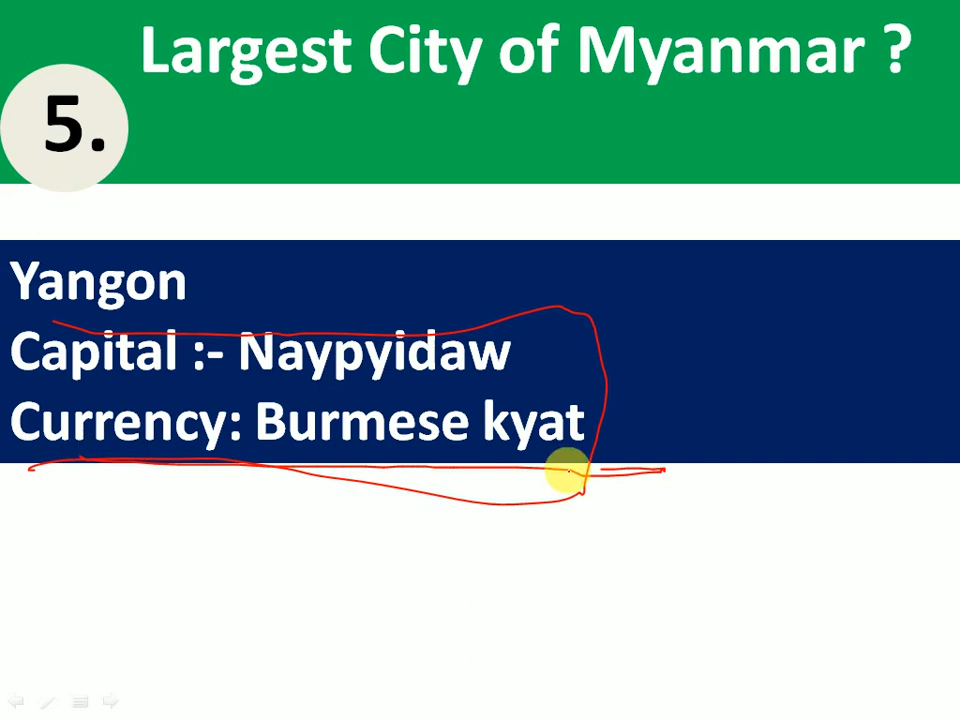 Largest City of Myanmar ?
5.
Yangon
Capital :- Naypyidaw
Currency: Burmese kyat